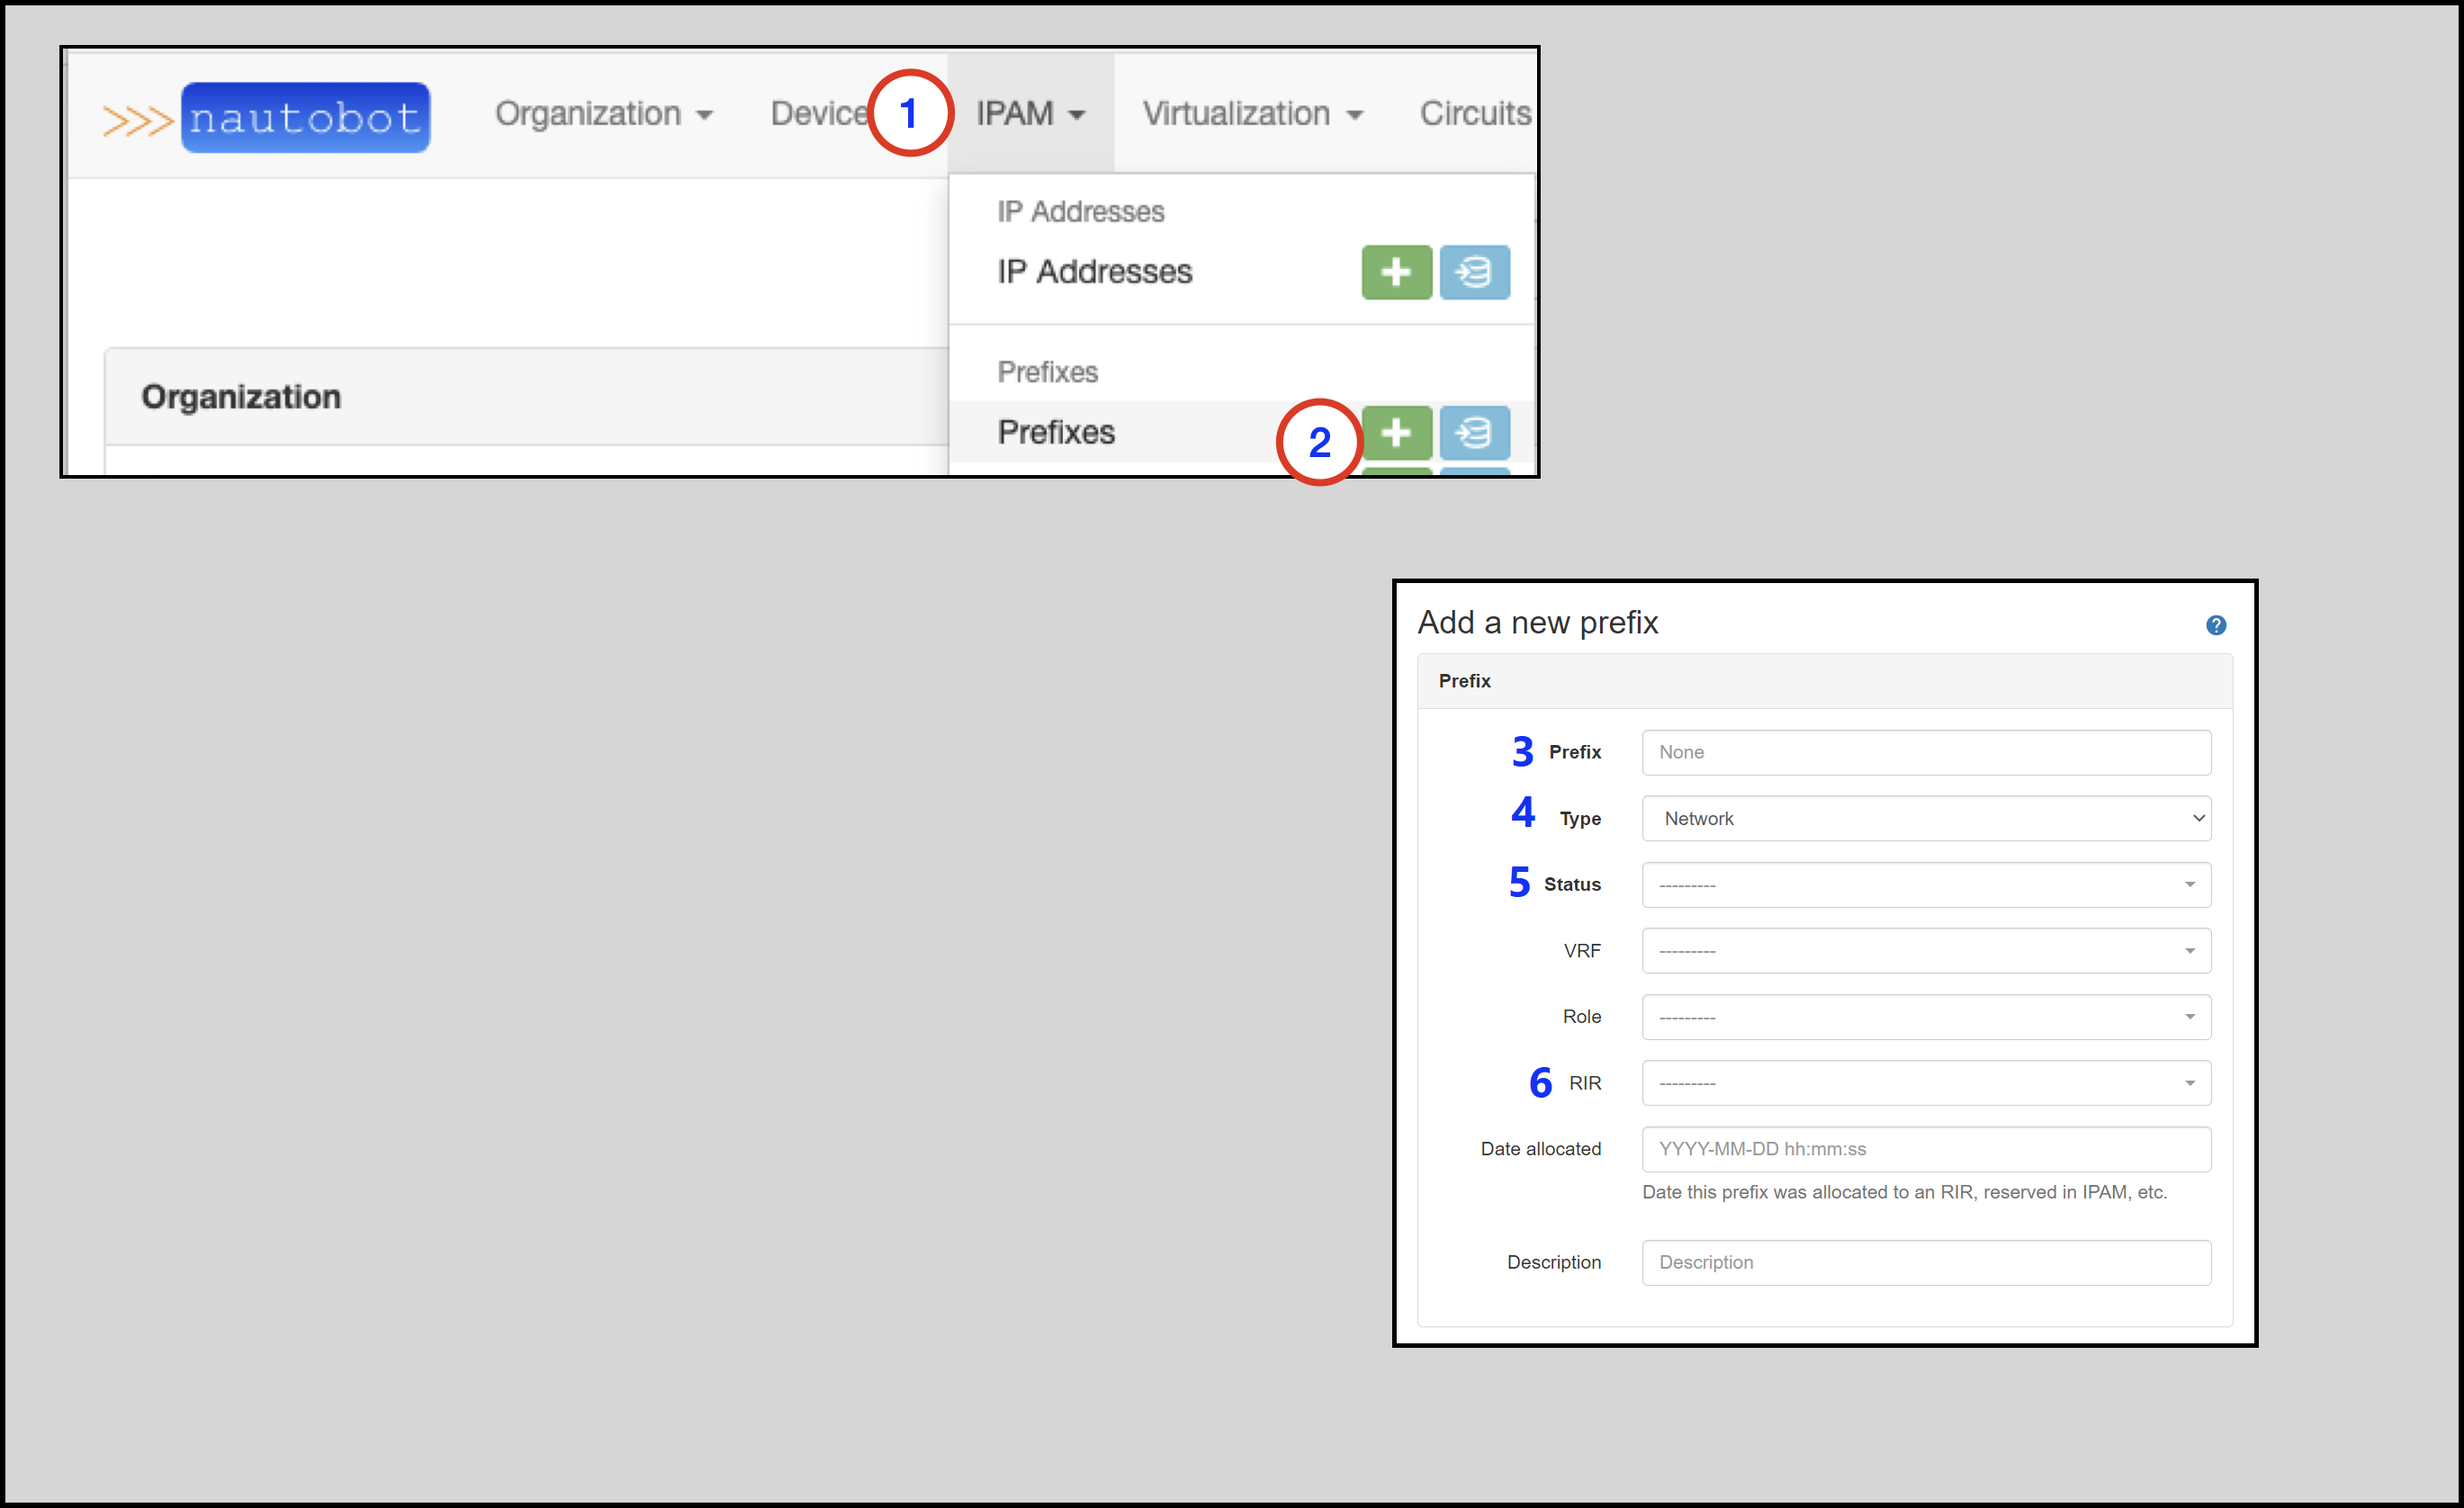 >>> nautobot Organization Device 1 IPAM Virtualization Circuits
IP Addresses
IP Addresses
Prefixes
Organization
Prefixes 2
Add a new prefix ?
Prefix
3 Prefix None
4 Type Network
5 Status ---------
VRF ---------
Role ---------
6 RIR ---------
Date allocated YYYY-MM-DD hh:mm:ss
Date this prefix was allocated to an RIR, reserved in IPAM, etc.
Description Description